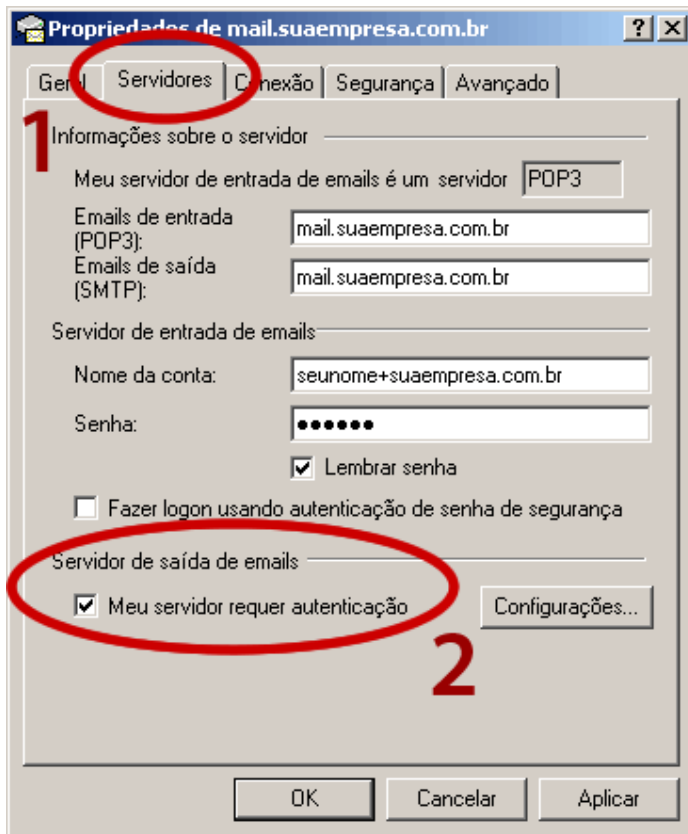 Propriedades de mail.suaempresa.com.br
Geral Servidores Conexão Segurança Avançado
1
Informações sobre o servidor
Meu servidor de entrada de emails é um servidor POP3
Emails de entrada
(POP3): mail.suaempresa.com.br
Emails de saída
(SMTP): mail.suaempresa.com.br
Servidor de entrada de emails
Nome da conta: seunome+suaempresa.com.br
Senha: ●●●●●●
Lembrar senha
Fazer logon usando autenticação de senha de segurança
Servidor de saída de emails
Meu servidor requer autenticação Configurações...
2
OK Cancelar Aplicar